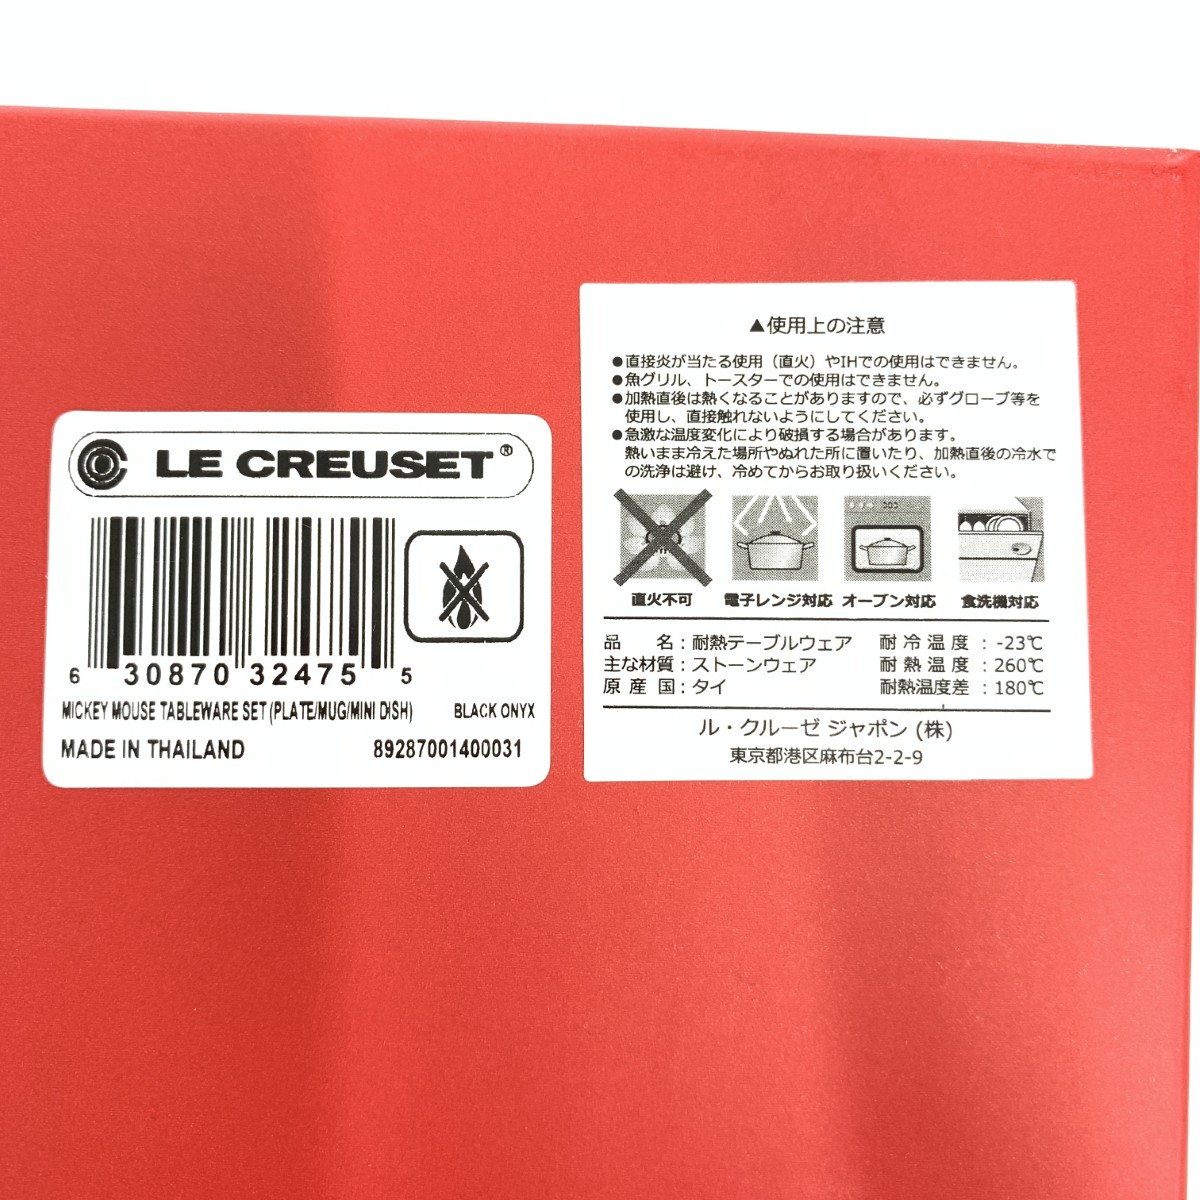 LE CREUSET®
6 30870 32475 5
MICKEY MOUSE TABLEWARE SET (PLATE/MUG/MINI DISH) BLACK ONYX
MADE IN THAILAND 89287001400031
▲使用上の注意
●直接炎が当たる使用（直火）やIHでの使用はできません。
●魚グリル、トースターでの使用はできません。
●加熱直後は熱くなることがありますので、必ずグローブ等を
使用し、直接触れないようにしてください。
●急激な温度変化により破損する場合があります。
熱いまま冷えた場所やぬれた所に置いたり、加熱直後の冷水で
の洗浄は避け、冷めてからお取り扱いください。
直火不可 電子レンジ対応 オーブン対応 食洗機対応
品 名：耐熱テーブルウェア 耐冷温度：-23℃
主な材質：ストーンウェア 耐熱温度：260℃
原産国：タイ 耐熱温度差：180℃
ル・クルーゼ ジャポン (株)
東京都港区麻布台2-2-9